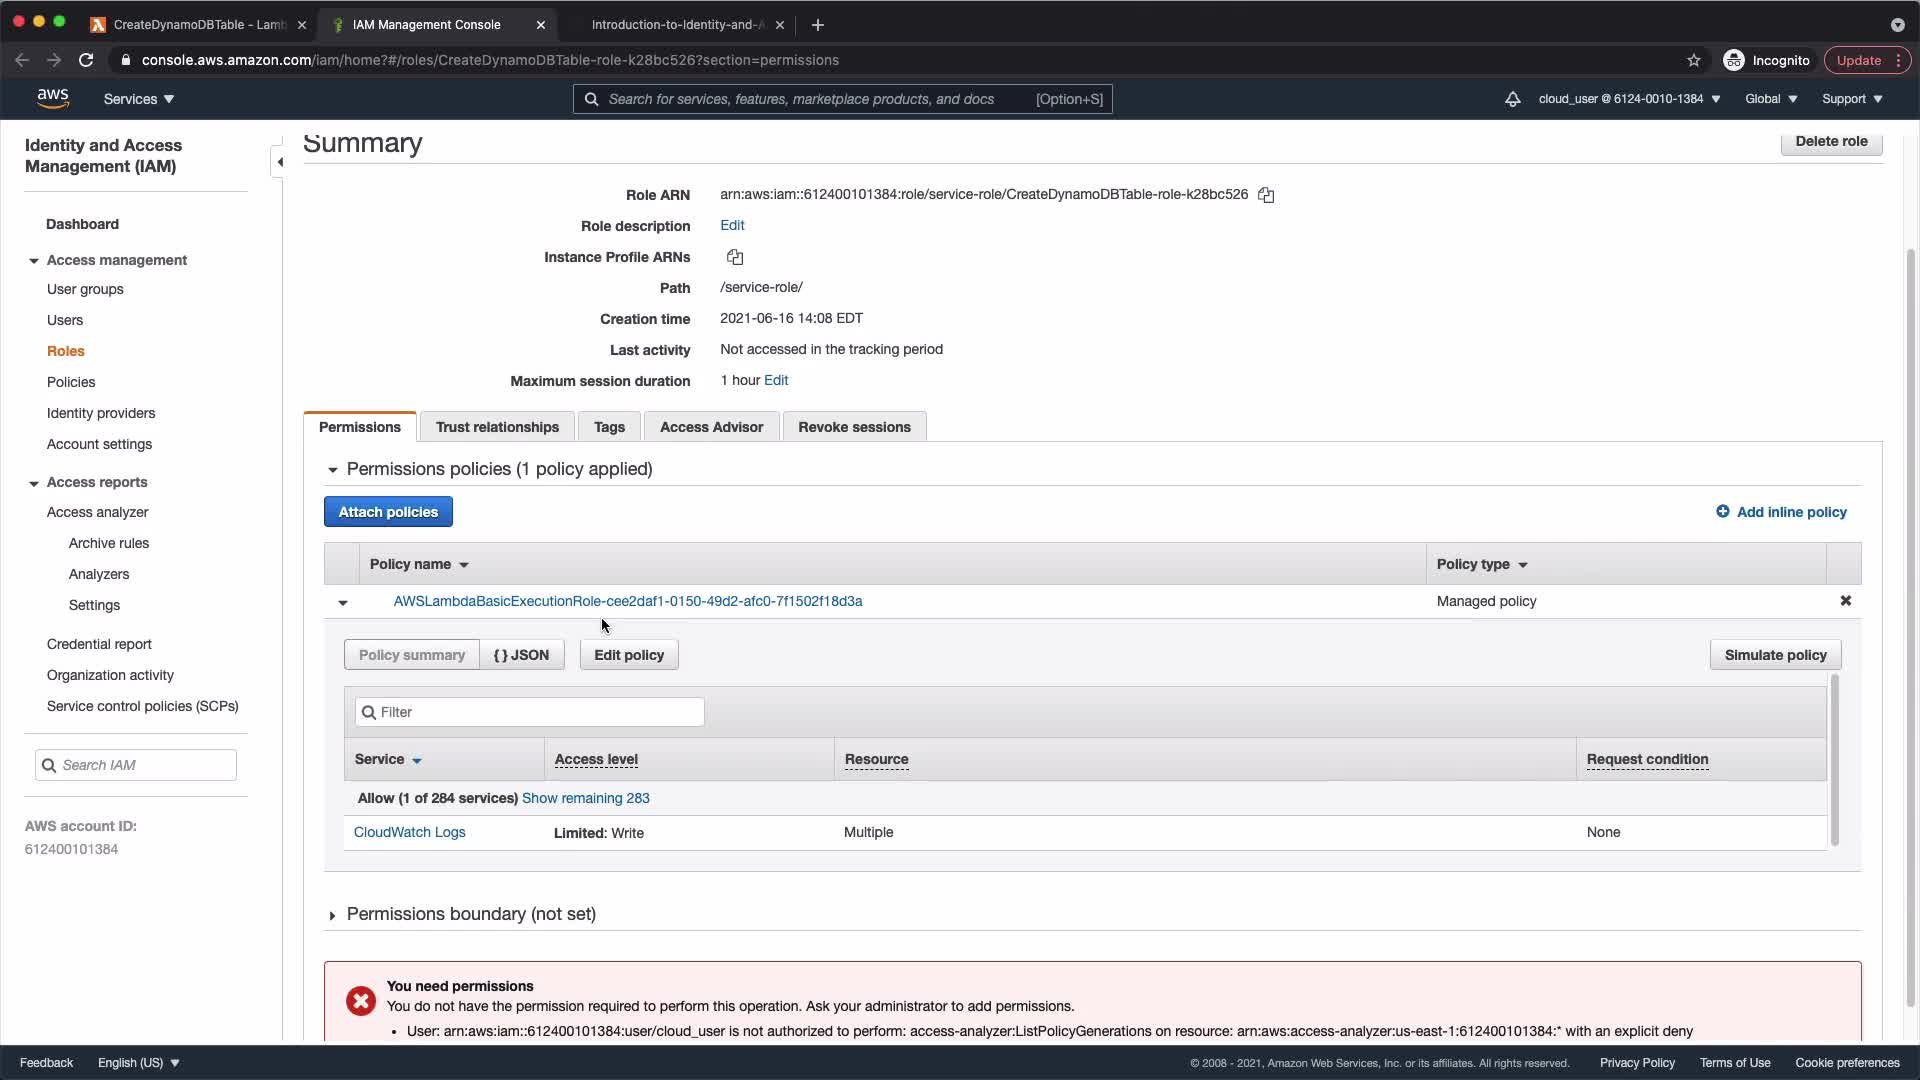 CreateDynamoDBTable - Lamb
IAM Management Console
Introduction-to-Identity-and-A
console.aws.amazon.com/iam/home?#/roles/CreateDynamoDBTable-role-k28bc526?section=permissions
Incognito
Update
aws
Services
Search for services, features, marketplace products, and docs [Option+S]
cloud_user @ 6124-0010-1384
Global
Support
Identity and Access
Management (IAM)
Dashboard
Access management
User groups
Users
Roles
Policies
Identity providers
Account settings
Access reports
Access analyzer
Archive rules
Analyzers
Settings
Credential report
Organization activity
Service control policies (SCPs)
Search IAM
AWS account ID:
612400101384
Summary
Delete role
Role ARN arn:aws:iam::612400101384:role/service-role/CreateDynamoDBTable-role-k28bc526
Role description Edit
Instance Profile ARNs
Path /service-role/
Creation time 2021-06-16 14:08 EDT
Last activity Not accessed in the tracking period
Maximum session duration 1 hour Edit
Permissions Trust relationships Tags Access Advisor Revoke sessions
Permissions policies (1 policy applied)
Attach policies
Add inline policy
Policy name Policy type
AWSLambdaBasicExecutionRole-cee2daf1-0150-49d2-afc0-7f1502f18d3a Managed policy
Policy summary { } JSON Edit policy Simulate policy
Filter
Service Access level Resource Request condition
Allow (1 of 284 services) Show remaining 283
CloudWatch Logs Limited: Write Multiple None
Permissions boundary (not set)
You need permissions
You do not have the permission required to perform this operation. Ask your administrator to add permissions.
• User: arn:aws:iam::612400101384:user/cloud_user is not authorized to perform: access-analyzer:ListPolicyGenerations on resource: arn:aws:access-analyzer:us-east-1:612400101384:* with an explicit deny
Feedback English (US)
© 2008 - 2021, Amazon Web Services, Inc. or its affiliates. All rights reserved. Privacy Policy Terms of Use Cookie preferences